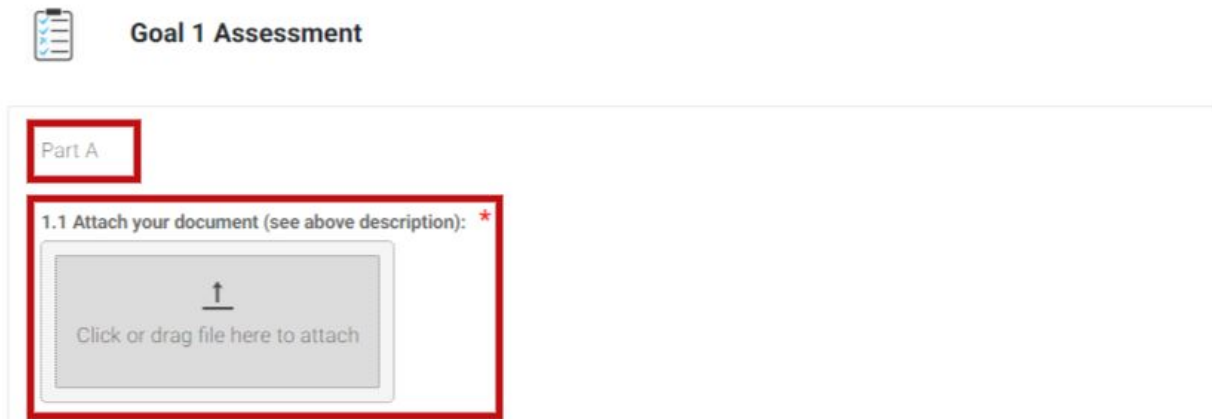 Goal 1 Assessment
Part A
1.1 Attach your document (see above description): *
Click or drag file here to attach